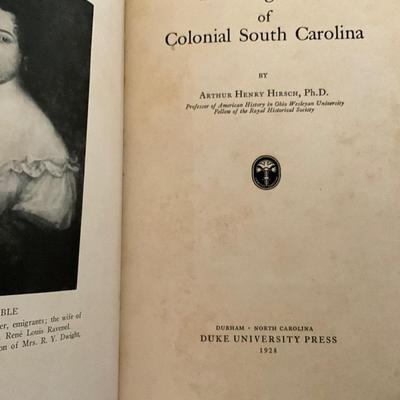 BLE
er, emigrants; the wife of
René Louis Ravenel.
on of Mrs. R. Y. Dwight,
of
Colonial South Carolina
BY
ARTHUR HENRY HIRSCH, PH.D.
Professor of American History in Ohio Wesleyan University
Fellow of the Royal Historical Society
DURHAM · NORTH CAROLINA
DUKE UNIVERSITY PRESS
1928